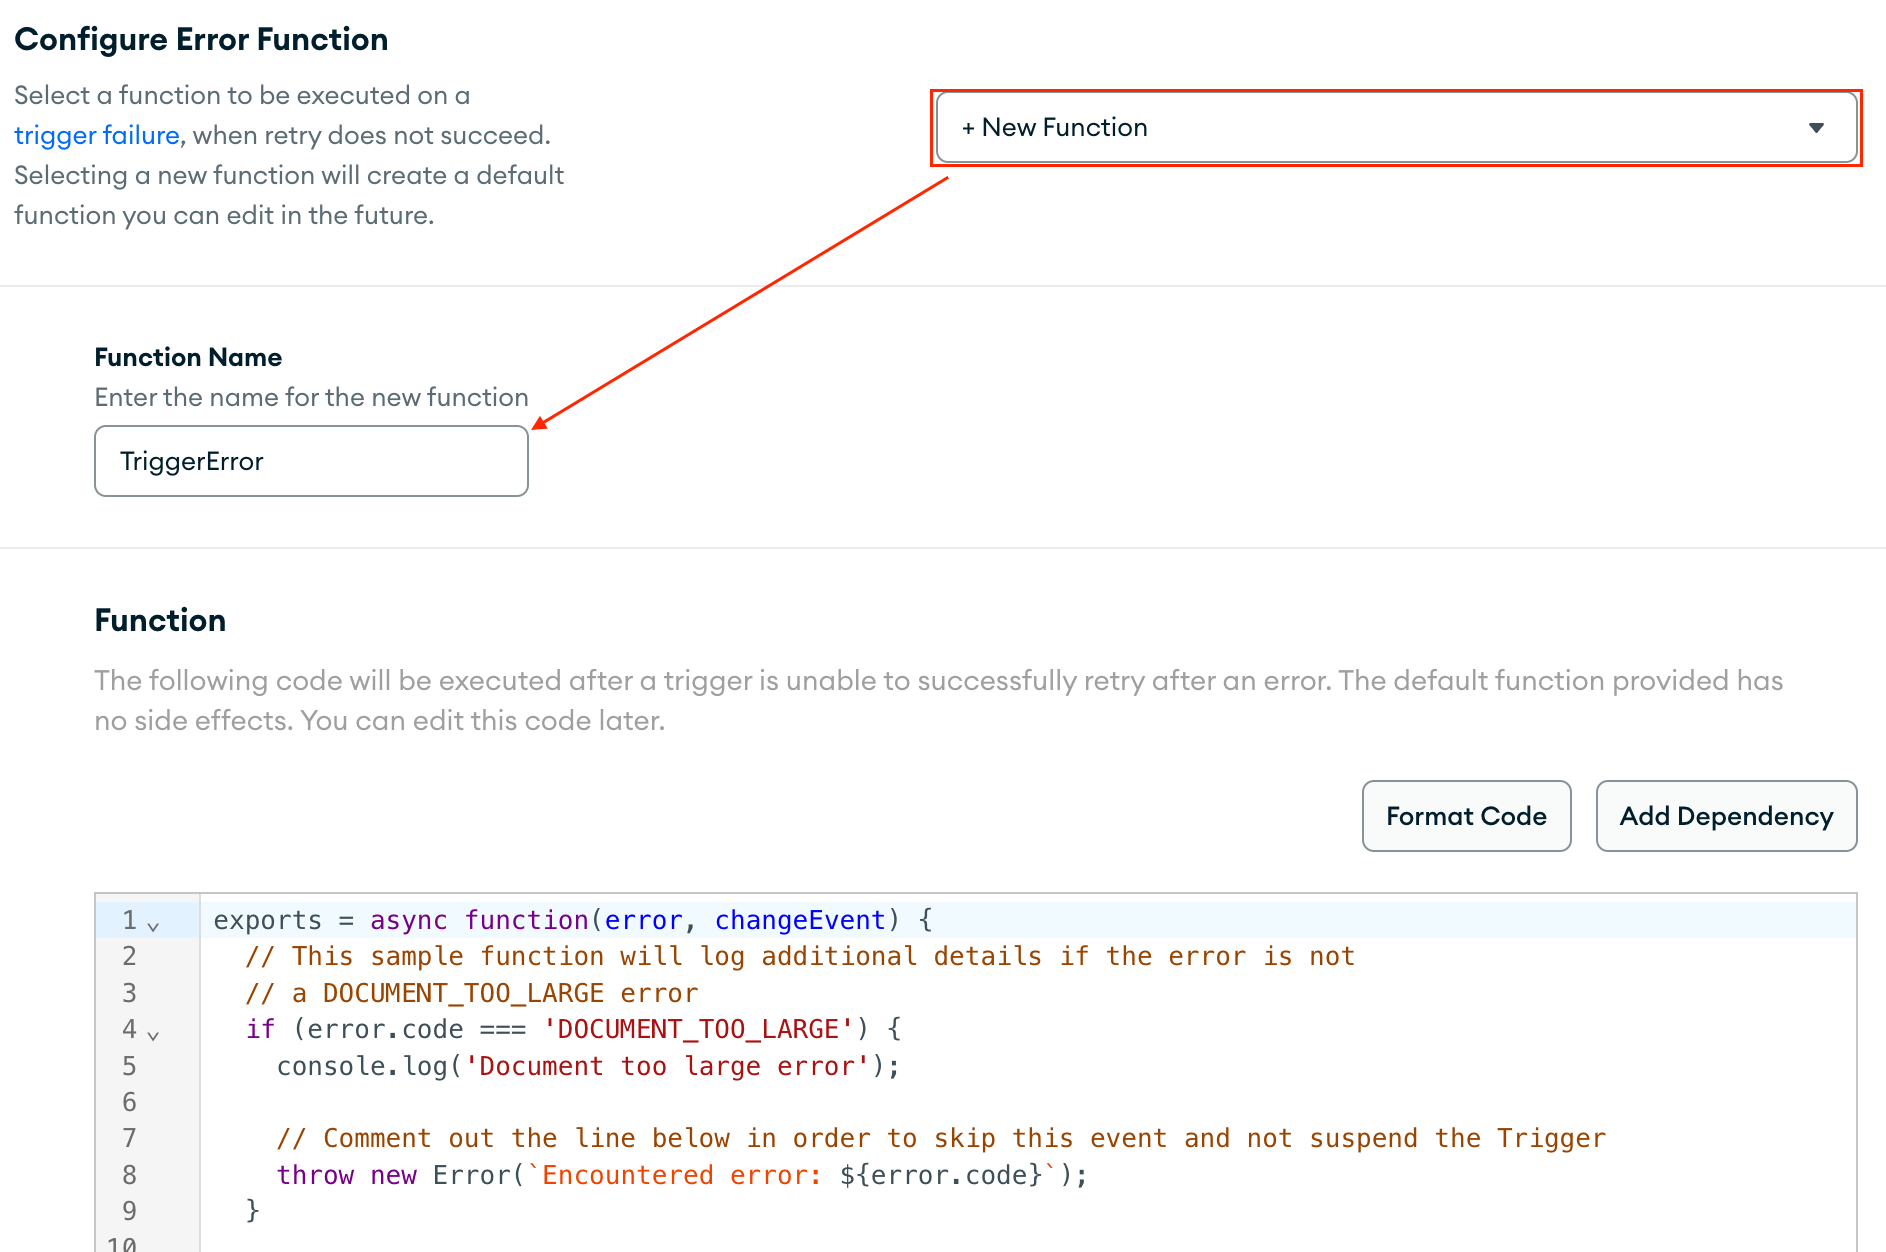 Configure Error Function
Select a function to be executed on a
trigger failure, when retry does not succeed.
Selecting a new function will create a default
function you can edit in the future.
+ New Function
Function Name
Enter the name for the new function
TriggerError
Function
The following code will be executed after a trigger is unable to successfully retry after an error. The default function provided has
no side effects. You can edit this code later.
Format Code
Add Dependency
1 exports = async function(error, changeEvent) {
2   // This sample function will log additional details if the error is not
3   // a DOCUMENT_TOO_LARGE error
4   if (error.code === 'DOCUMENT_TOO_LARGE') {
5     console.log('Document too large error');
6
7     // Comment out the line below in order to skip this event and not suspend the Trigger
8     throw new Error(`Encountered error: ${error.code}`);
9   }
10